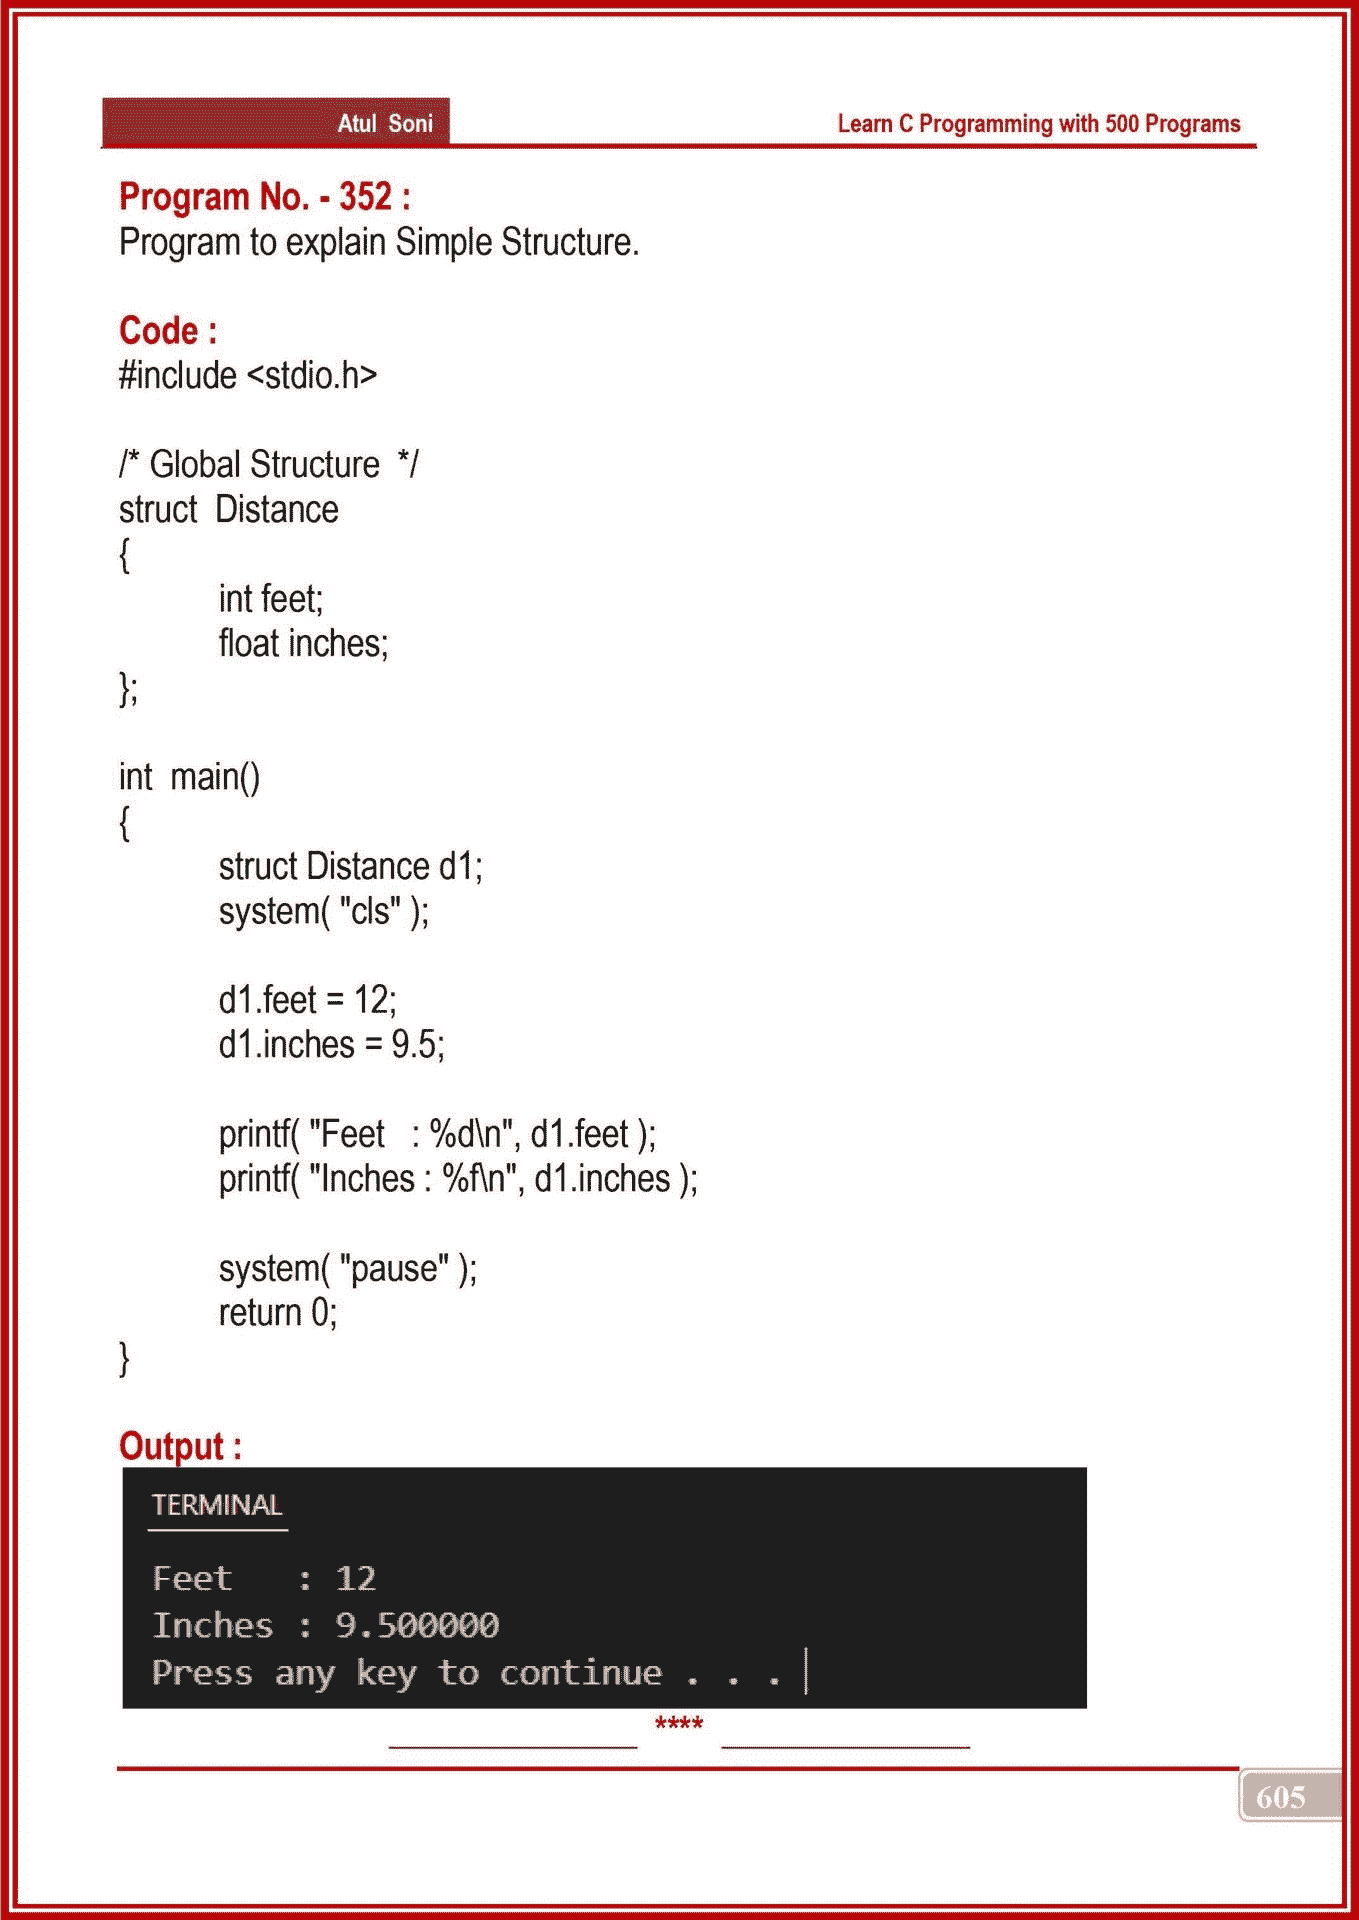 Atul  Soni
Learn C Programming with 500 Programs
Program No. - 352 :
Program to explain Simple Structure.
Code :
#include <stdio.h>
/* Global Structure  */
struct  Distance
{
int feet;
float inches;
};
int  main()
{
struct Distance d1;
system( "cls" );
d1.feet = 12;
d1.inches = 9.5;
printf( "Feet   : %d\n", d1.feet );
printf( "Inches : %f\n", d1.inches );
system( "pause" );
return 0;
}
Output :
TERMINAL
Feet   : 12
Inches : 9.500000
Press any key to continue . . .
****
605